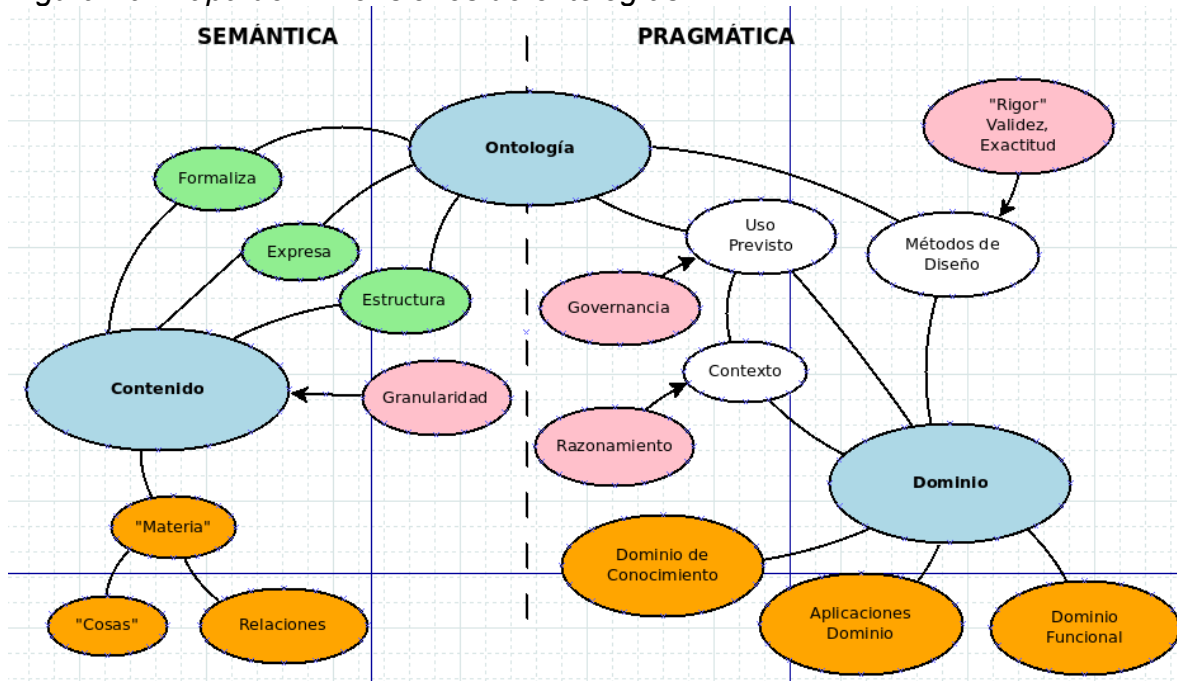 SEMÁNTICA
PRAGMÁTICA
"Rigor"
Validez,
Exactitud
Ontología
Formaliza
Uso
Previsto
Métodos de
Diseño
Expresa
Estructura
Governancia
Contexto
Contenido
Granularidad
Razonamiento
Dominio
"Materia"
Dominio de
Conocimiento
"Cosas"
Relaciones
Aplicaciones
Dominio
Dominio
Funcional